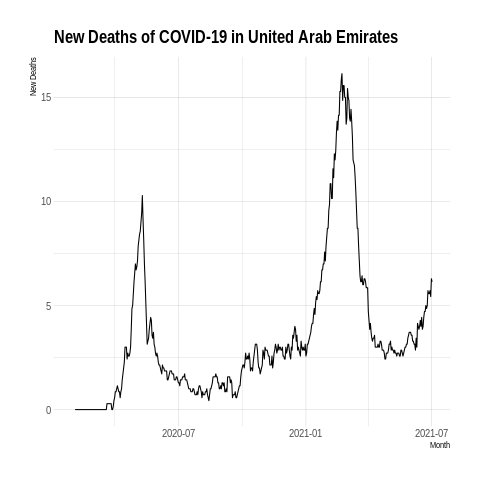 New Deaths of COVID-19 in United Arab Emirates
New Deaths
15
10
5
0
2020-07
2021-01
2021-07
Month